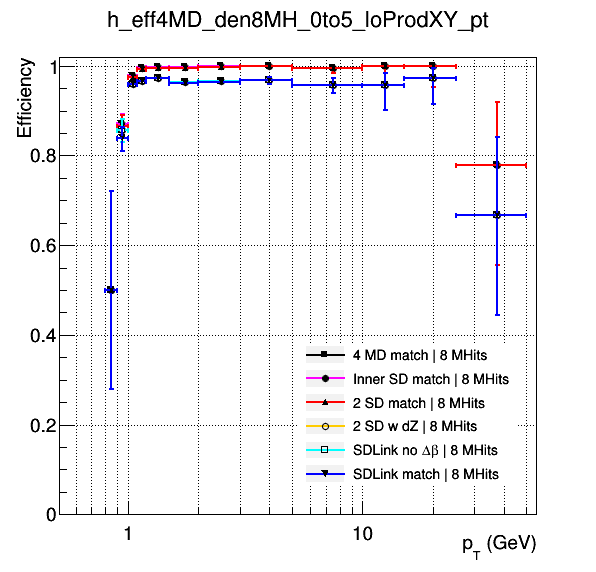 h_eff4MD_den8MH_0to5_loProdXY_pt
Efficiency
1
0.8
0.6
0.4
0.2
0
4 MD match | 8 MHits
Inner SD match | 8 MHits
2 SD match | 8 MHits
2 SD w dZ | 8 MHits
SDLink no Δβ | 8 MHits
SDLink match | 8 MHits
1
10
p_T (GeV)